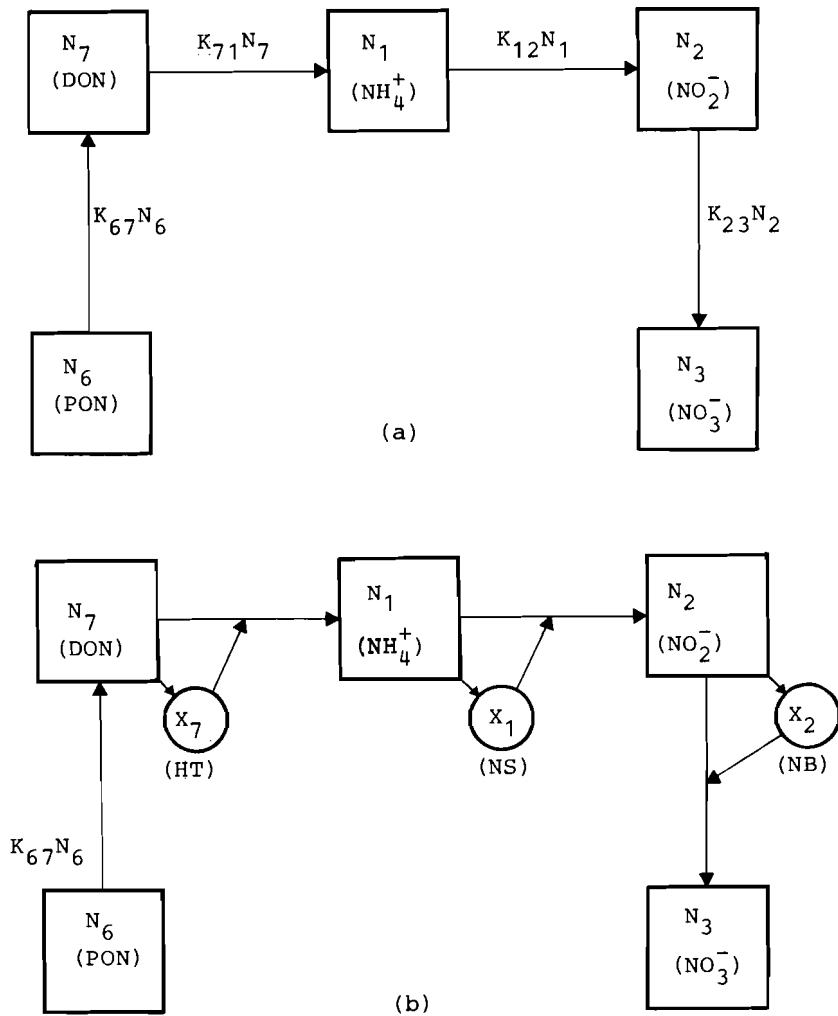 N₇ (DON)
K₇₁N₇
N₁ (NH₄⁺)
K₁₂N₁
N₂ (NO₂⁻)
K₆₇N₆
K₂₃N₂
N₆ (PON)
N₃ (NO₃⁻)
(a)
N₇ (DON)
N₁ (NH₄⁺)
N₂ (NO₂⁻)
X₇ (HT)
X₁ (NS)
X₂ (NB)
K₆₇N₆
N₆ (PON)
N₃ (NO₃⁻)
(b)